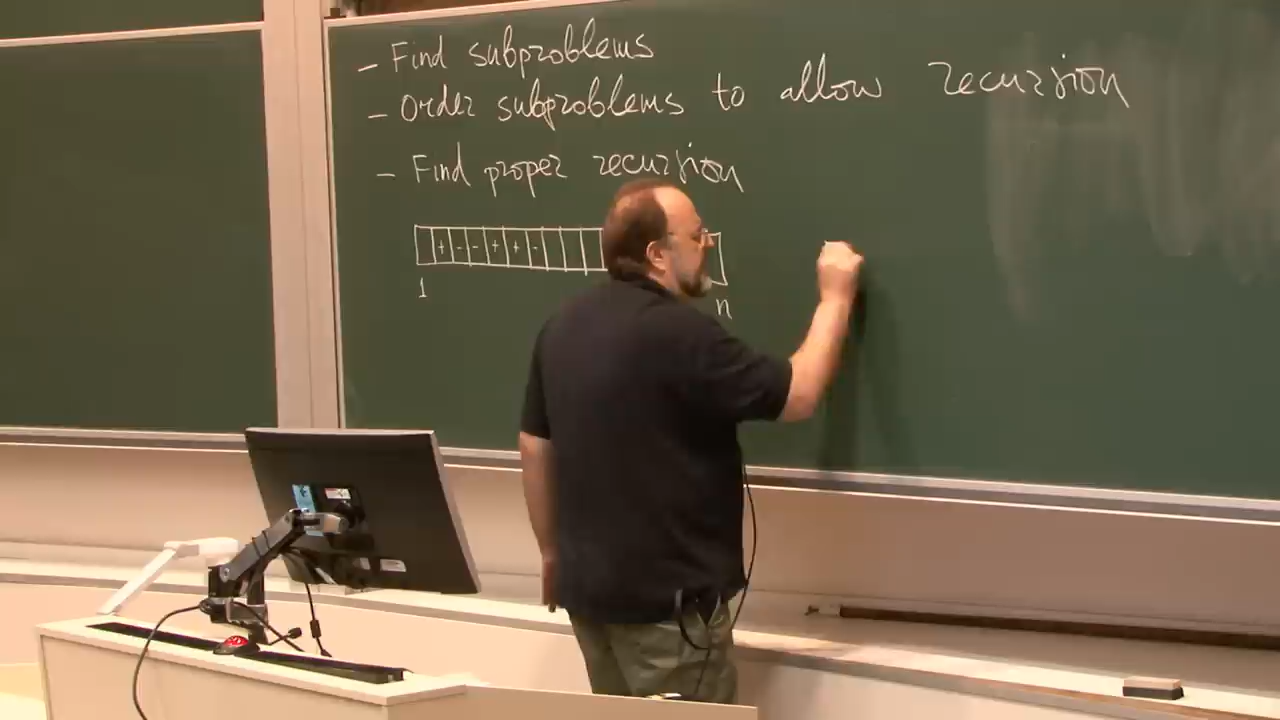 - Find subproblems
- Order subproblems to allow recursion
- Find proper recursion
+ - - + + -
1 n